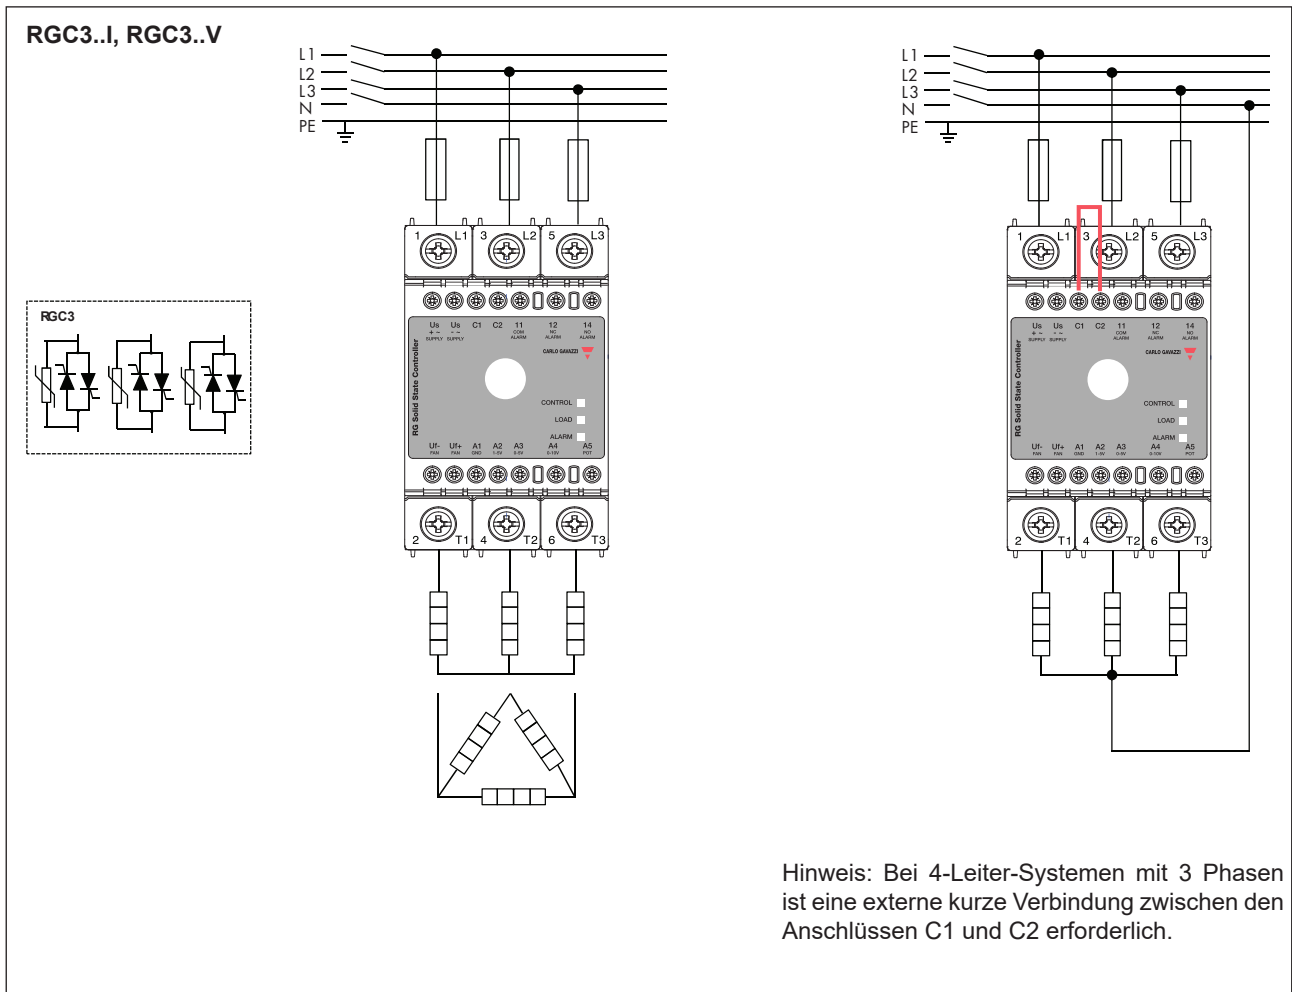 RGC3..I, RGC3..V
L1
L2
L3
N
PE
1 L1 3 L2 5 L3
Us Us C1 C2 11 12 14
+ ~ - ~ COM NC NO
SUPPLY SUPPLY ALARM ALARM ALARM
CARLO GAVAZZI
RG Solid State Controller
CONTROL
LOAD
ALARM
Uf- Uf+ A1 A2 A3 A4 A5
FAN FAN GND 1-5V 0-5V 0-10V POT
2 T1 4 T2 6 T3
RGC3
L1
L2
L3
N
PE
1 L1 3 L2 5 L3
Us Us C1 C2 11 12 14
+ ~ - ~ COM NC NO
SUPPLY SUPPLY ALARM ALARM ALARM
CARLO GAVAZZI
RG Solid State Controller
CONTROL
LOAD
ALARM
Uf- Uf+ A1 A2 A3 A4 A5
FAN FAN GND 1-5V 0-5V 0-10V POT
2 T1 4 T2 6 T3
Hinweis: Bei 4-Leiter-Systemen mit 3 Phasen
ist eine externe kurze Verbindung zwischen den
Anschlüssen C1 und C2 erforderlich.